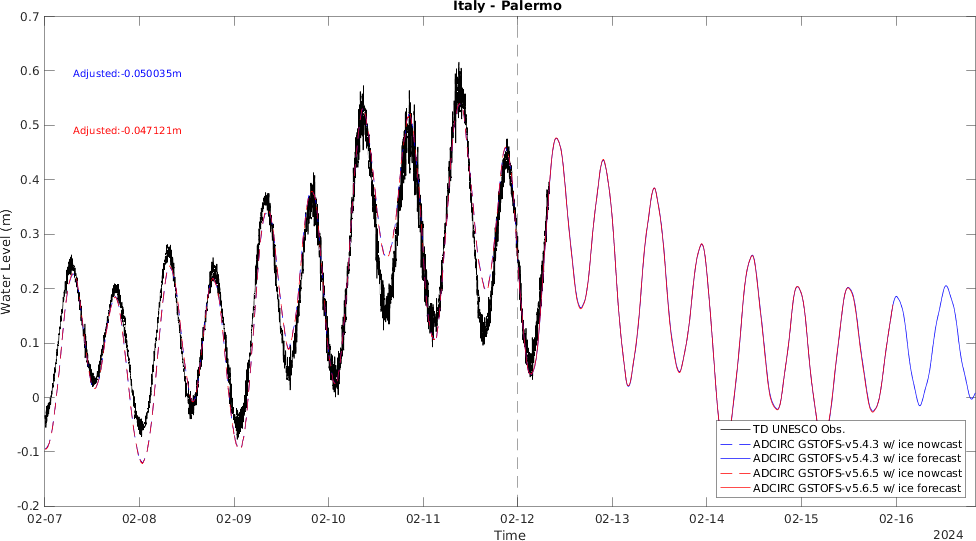 Italy - Palermo
0.7
0.6
0.5
0.4
0.3
0.2
0.1
0
-0.1
-0.2
Water Level (m)
Adjusted:-0.050035m
Adjusted:-0.047121m
TD UNESCO Obs.
ADCIRC GSTOFS-v5.4.3 w/ ice nowcast
ADCIRC GSTOFS-v5.4.3 w/ ice forecast
ADCIRC GSTOFS-v5.6.5 w/ ice nowcast
ADCIRC GSTOFS-v5.6.5 w/ ice forecast
02-07 02-08 02-09 02-10 02-11 02-12 02-13 02-14 02-15 02-16
Time
2024